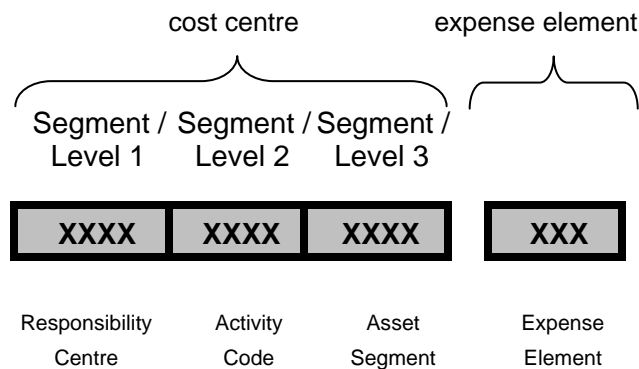 cost centre expense element
Segment / Segment / Segment /
Level 1 Level 2 Level 3
XXXX XXXX XXXX XXX
Responsibility Activity Asset Expense
Centre Code Segment Element